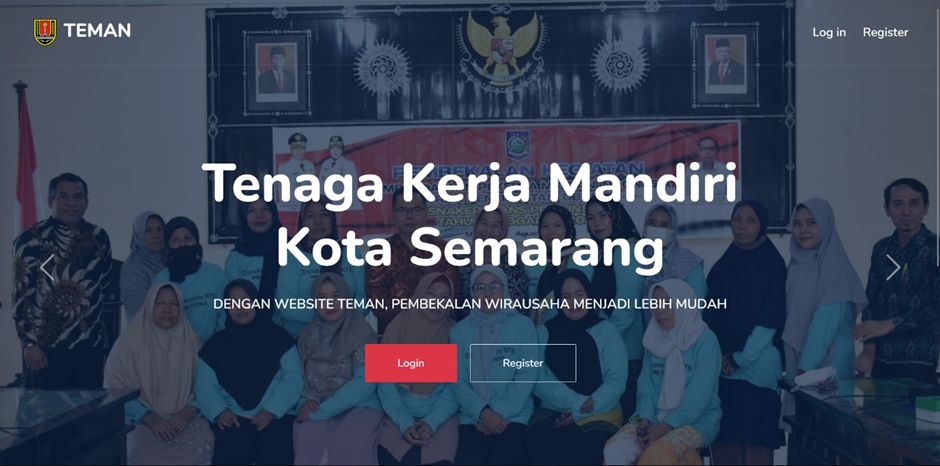 TEMAN
Log in
Register
Tenaga Kerja Mandiri
Kota Semarang
DENGAN WEBSITE TEMAN, PEMBEKALAN WIRAUSAHA MENJADI LEBIH MUDAH
Login
Register